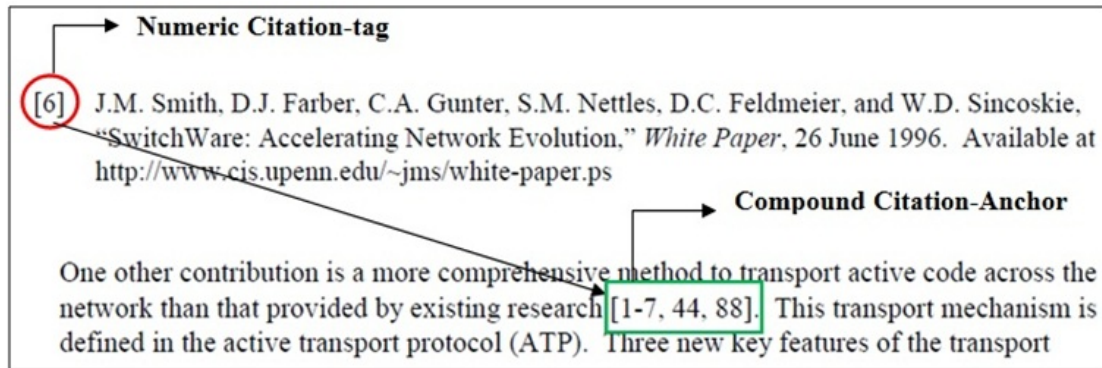 Numeric Citation-tag
[6] J.M. Smith, D.J. Farber, C.A. Gunter, S.M. Nettles, D.C. Feldmeier, and W.D. Sincoskie,
“SwitchWare: Accelerating Network Evolution,” White Paper, 26 June 1996. Available at
http://www.cis.upenn.edu/~jms/white-paper.ps
Compound Citation-Anchor
One other contribution is a more comprehensive method to transport active code across the
network than that provided by existing research [1-7, 44, 88]. This transport mechanism is
defined in the active transport protocol (ATP). Three new key features of the transport